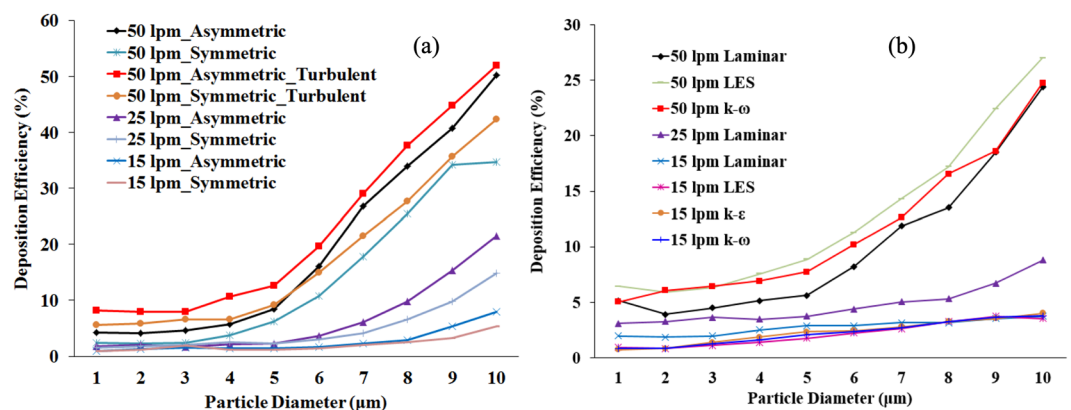 (a)
50 lpm_Asymmetric
50 lpm_Symmetric
50 lpm_Asymmetric_Turbulent
50 lpm_Symmetric_Turbulent
25 lpm_Asymmetric
25 lpm_Symmetric
15 lpm_Asymmetric
15 lpm_Symmetric
Deposition Efficiency (%)
60
50
40
30
20
10
0
1 2 3 4 5 6 7 8 9 10
Particle Diameter (μm)
(b)
50 lpm Laminar
50 lpm LES
50 lpm k-ω
25 lpm Laminar
15 lpm Laminar
15 lpm LES
15 lpm k-ε
15 lpm k-ω
Deposition Efficiency (%)
30
25
20
15
10
5
0
1 2 3 4 5 6 7 8 9 10
Particle Diameter (μm)